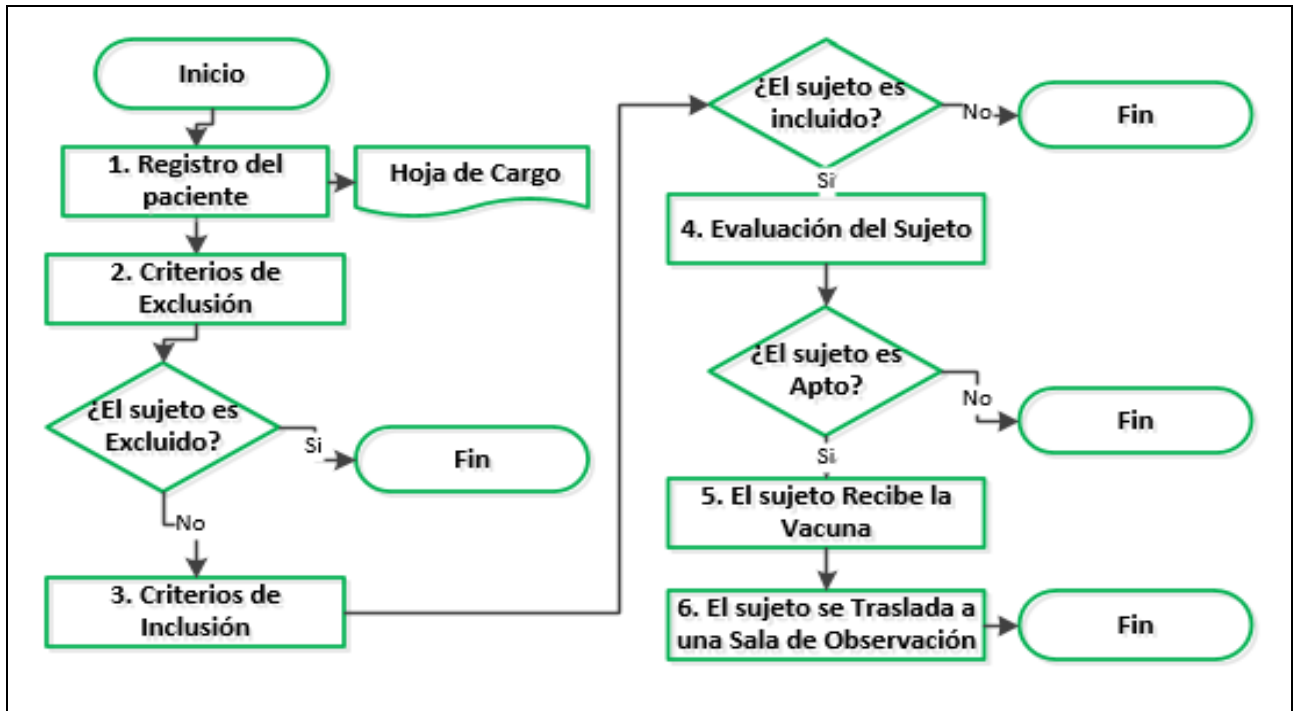 Inicio
1. Registro del
paciente
Hoja de Cargo
2. Criterios de
Exclusión
¿El sujeto es
Excluido?
Si
Fin
No
3. Criterios de
Inclusión
¿El sujeto es
incluido?
No
Fin
Si
4. Evaluación del Sujeto
¿El sujeto es
Apto?
No
Fin
Si
5. El sujeto Recibe la
Vacuna
6. El sujeto se Traslada a
una Sala de Observación
Fin